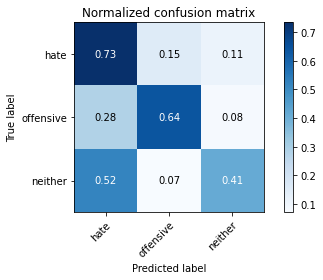 Normalized confusion matrix
hate 0.73 0.15 0.11
offensive 0.28 0.64 0.08
neither 0.52 0.07 0.41
hate offensive neither
True label
Predicted label
0.7
0.6
0.5
0.4
0.3
0.2
0.1